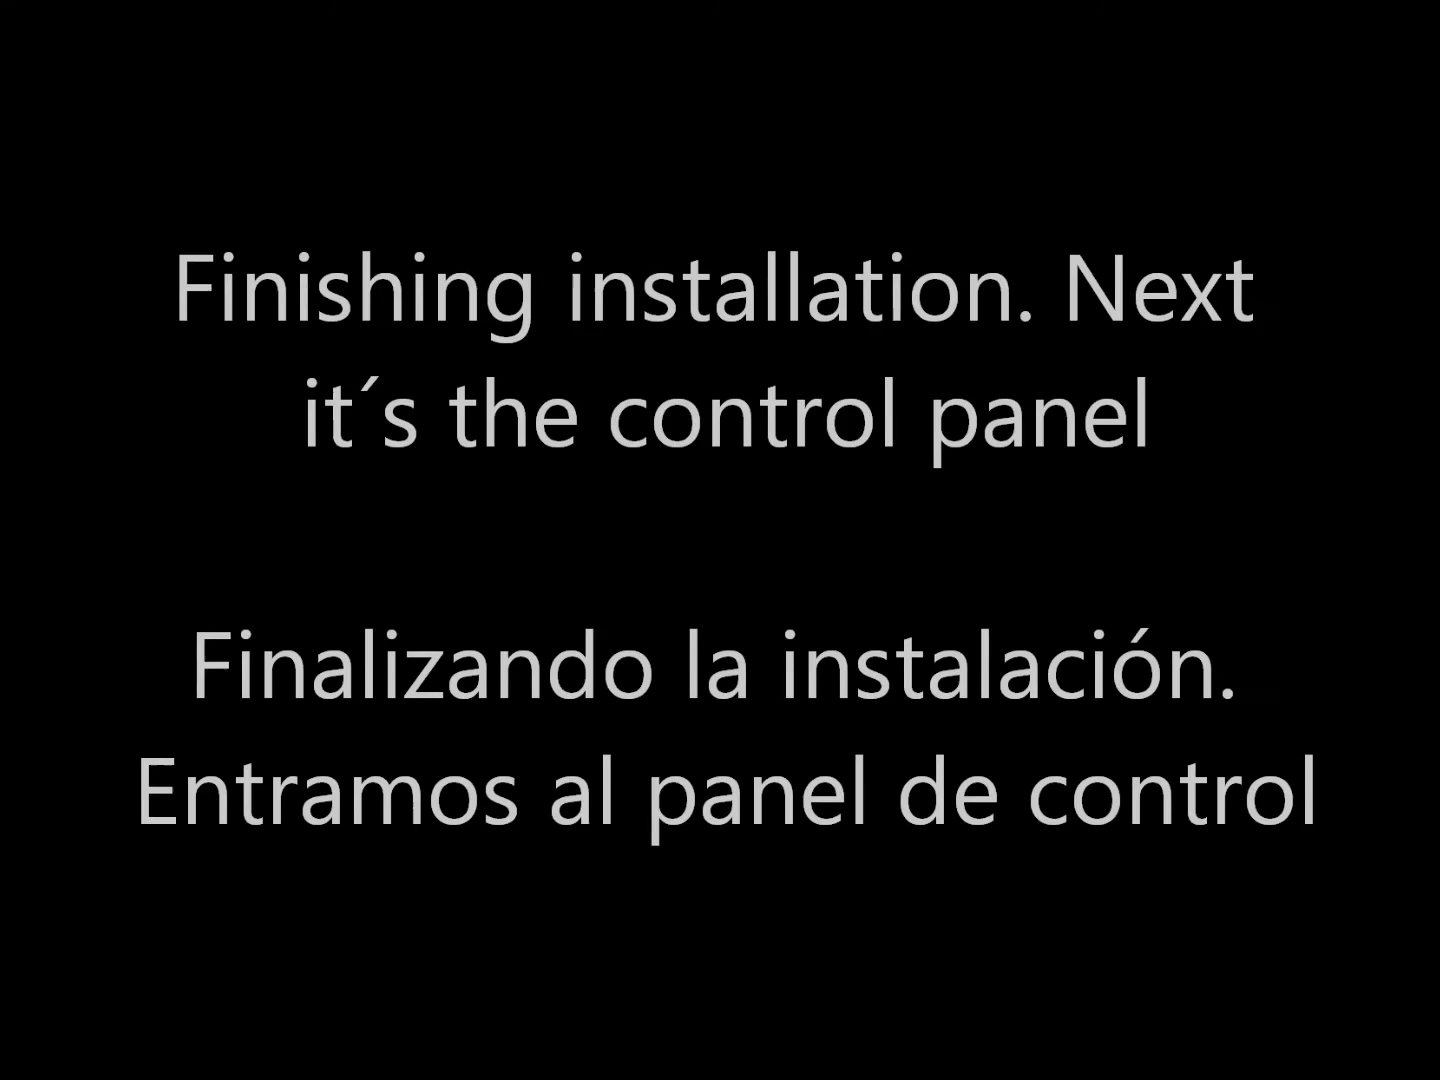 Finishing installation. Next
it´s the control panel
Finalizando la instalación.
Entramos al panel de control